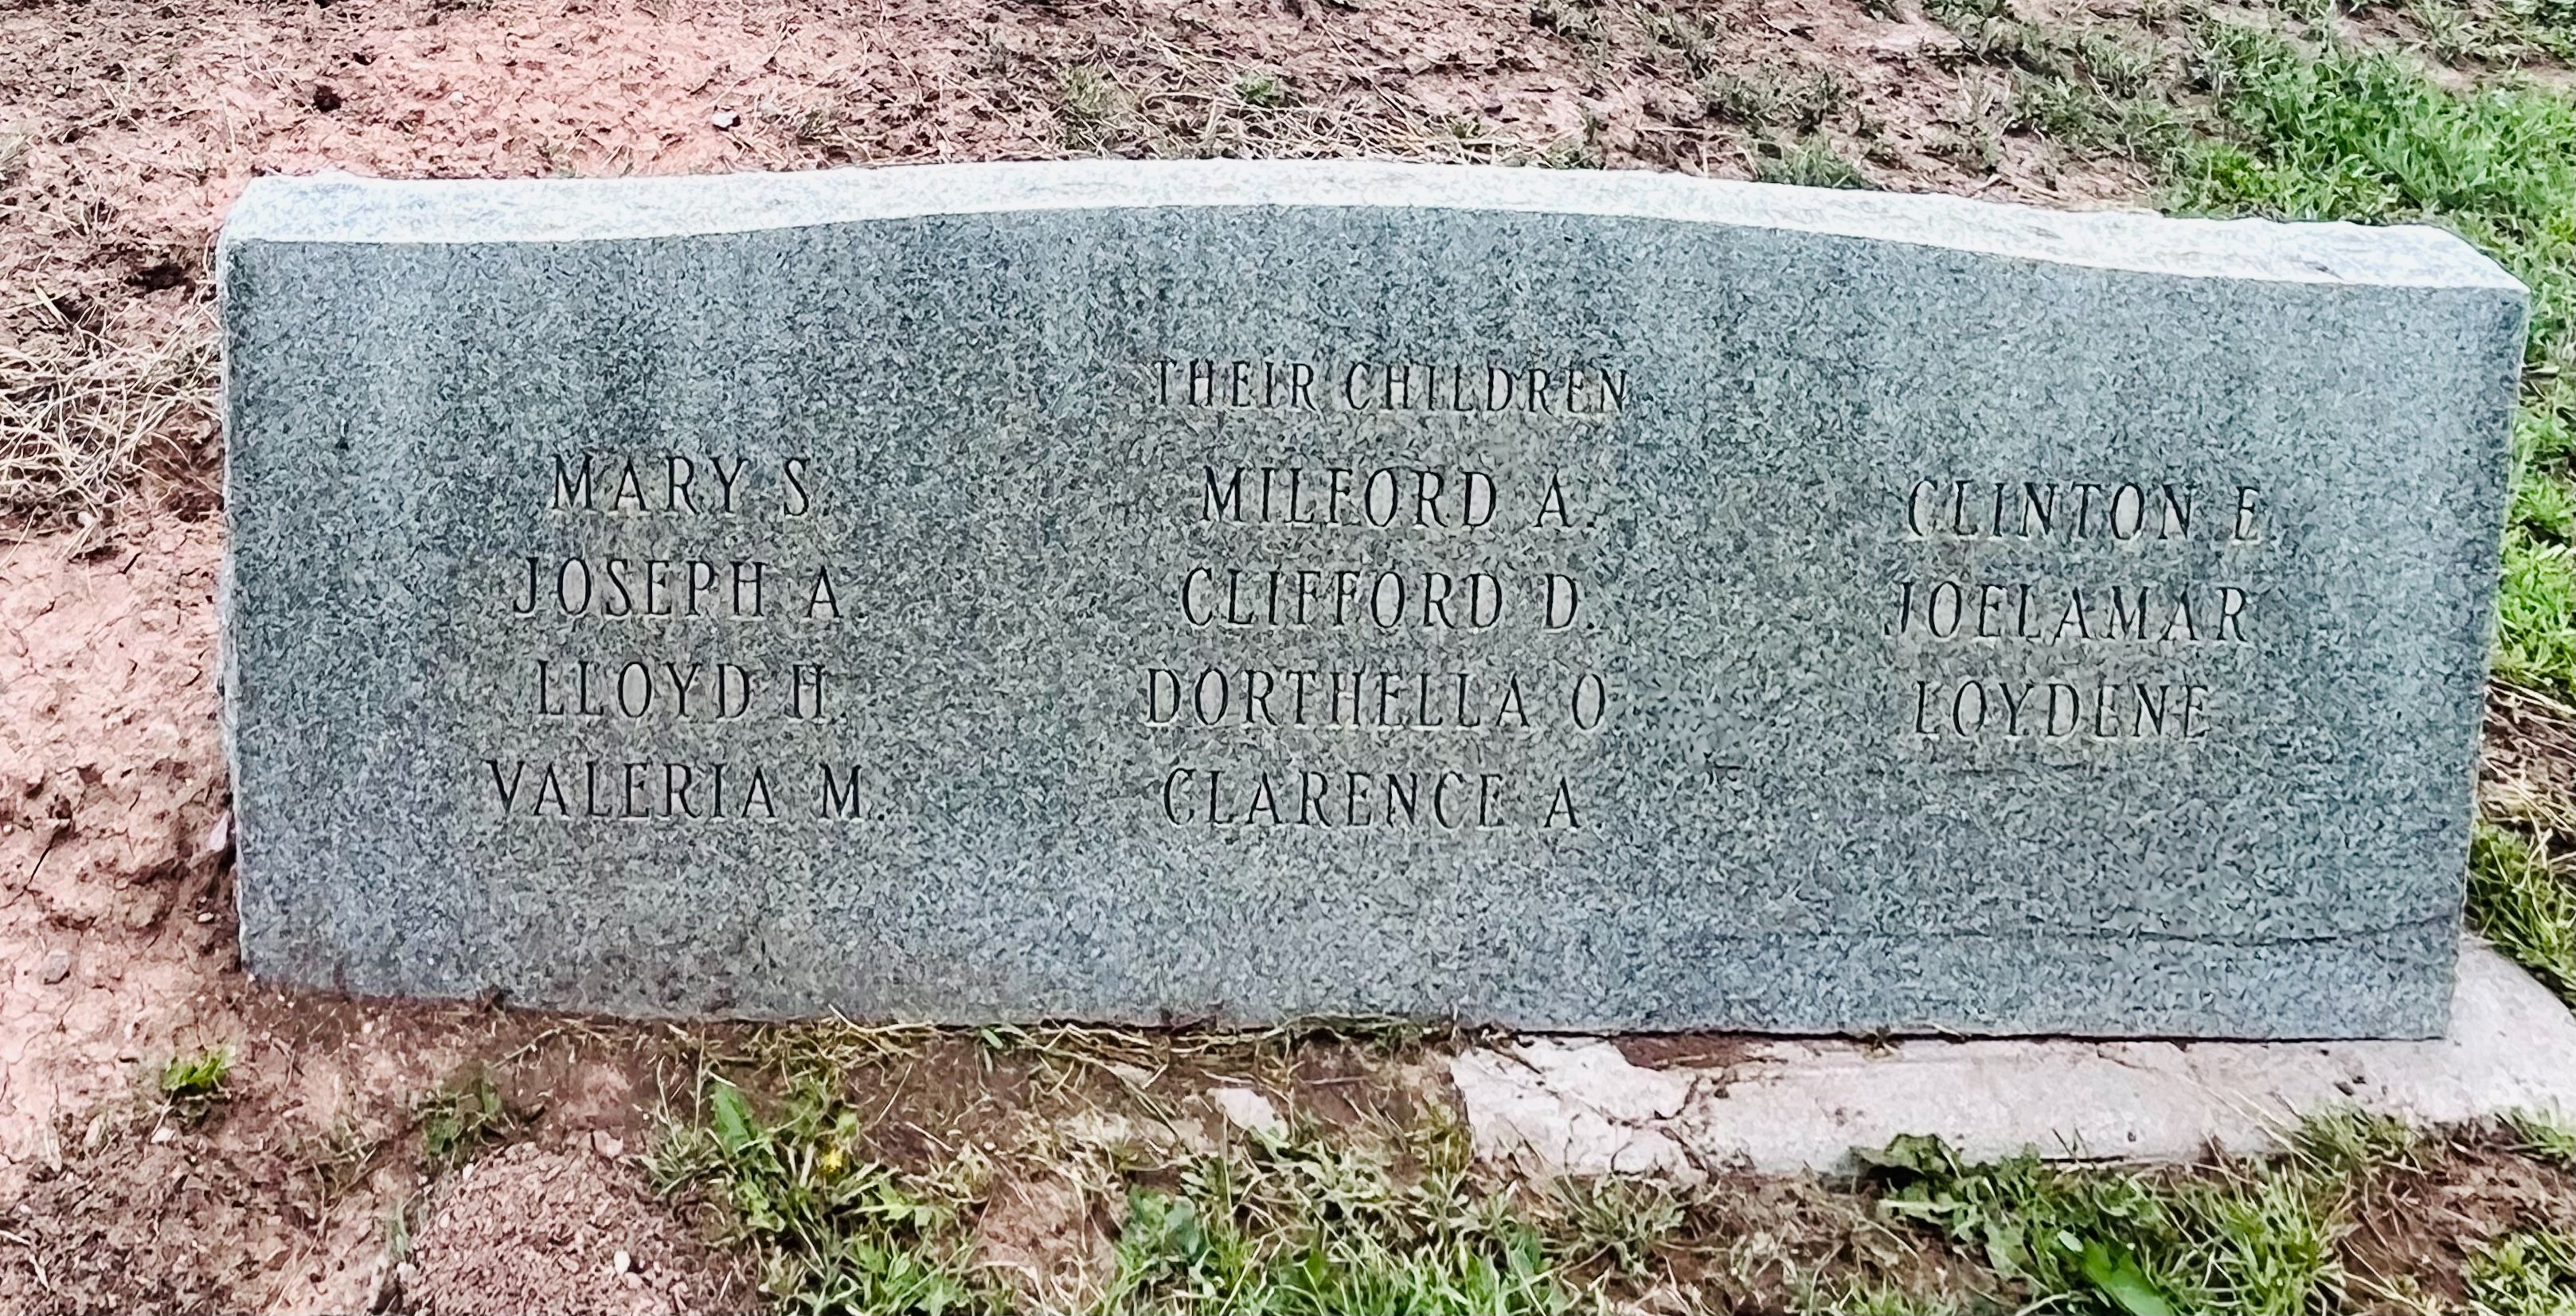 THEIR CHILDREN
MARY S.
JOSEPH A.
LLOYD H.
VALERIA M.
MILFORD A.
CLIFFORD D.
DORTHELLA O.
CLARENCE A.
CLINTON E.
JOELAMAR
LOYDENE